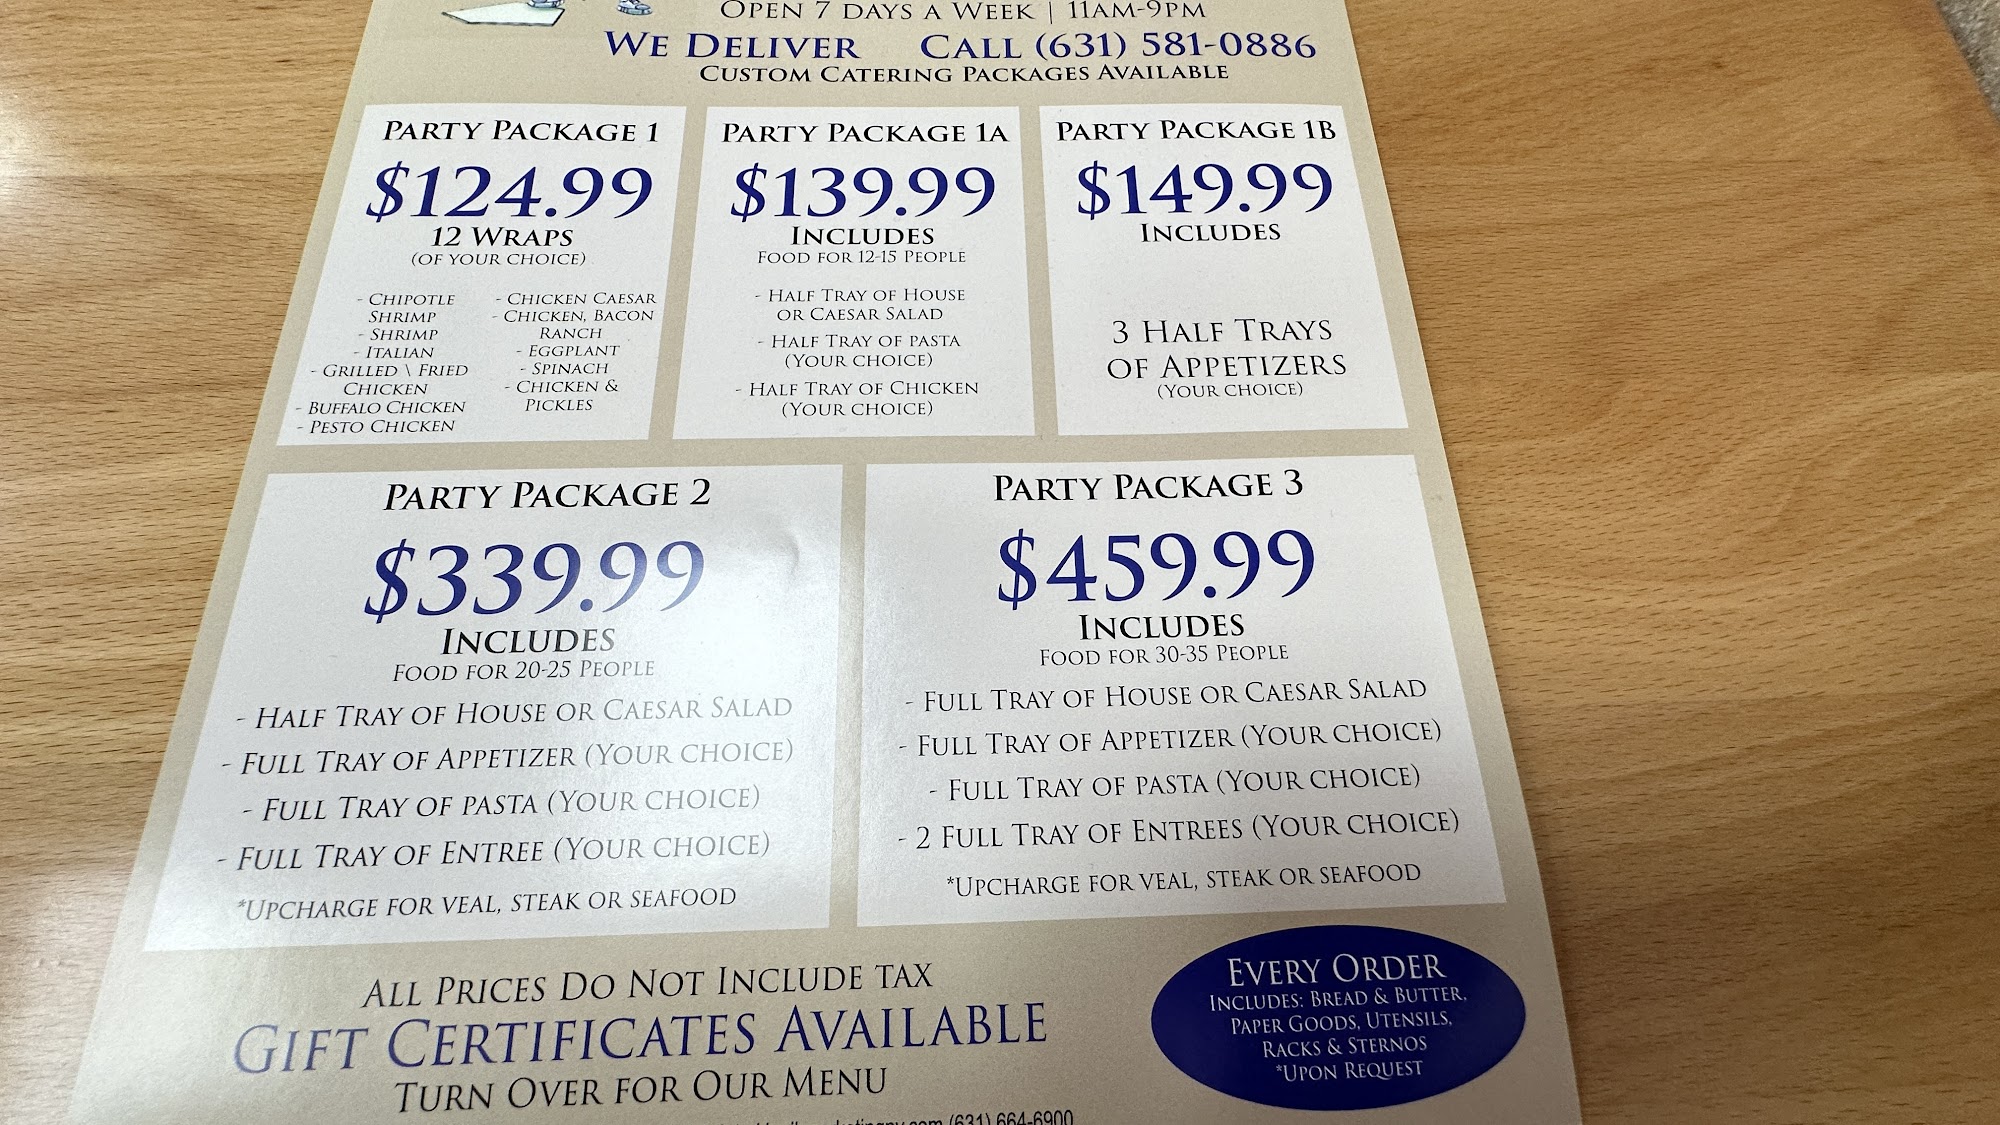 Open 7 days a Week | 11am-9pm
We Deliver Call (631) 581-0886
Custom Catering Packages Available
Party Package 1
$124.99
12 Wraps
(of your choice)
- Chipotle Shrimp
- Shrimp
- Italian
- Grilled \ Fried Chicken
- Buffalo Chicken
- Pesto Chicken
- Chicken Caesar
- Chicken, Bacon Ranch
- Eggplant
- Spinach
- Chicken & Pickles
Party Package 1A
$139.99
Includes
Food for 12-15 People
- Half Tray of House
or Caesar Salad
- Half Tray of pasta
(Your choice)
- Half Tray of Chicken
(Your choice)
Party Package 1B
$149.99
Includes
3 Half Trays
of Appetizers
(Your choice)
Party Package 2
$339.99
Includes
Food for 20-25 People
- Half Tray of House or Caesar Salad
- Full Tray of Appetizer (Your choice)
- Full Tray of pasta (Your choice)
- Full Tray of Entree (Your choice)
*Upcharge for veal, steak or seafood
Party Package 3
$459.99
Includes
Food for 30-35 People
- Full Tray of House or Caesar Salad
- Full Tray of Appetizer (Your choice)
- Full Tray of pasta (Your choice)
- 2 Full Tray of Entrees (Your choice)
*Upcharge for veal, steak or seafood
All Prices Do Not Include tax
Gift Certificates Available
Turn Over for Our Menu
Every Order
Includes: Bread & Butter,
Paper Goods, Utensils,
Racks & Sternos
*Upon Request
(631) 664-6900